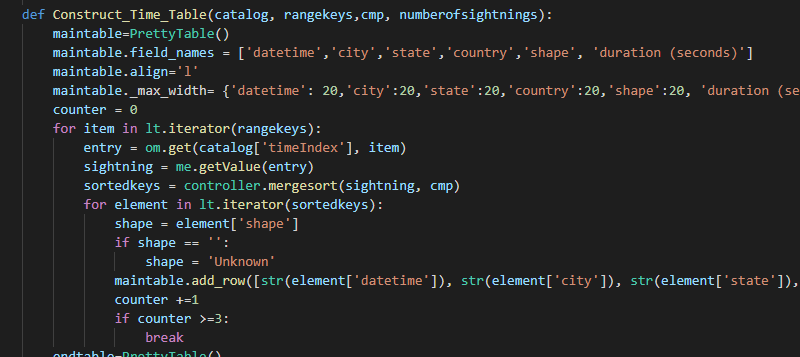 def Construct_Time_Table(catalog, rangekeys,cmp, numberofsightnings):
maintable=PrettyTable()
maintable.field_names = ['datetime','city','state','country','shape', 'duration (seconds)']
maintable.align='l'
maintable._max_width= {'datetime': 20,'city':20,'state':20,'country':20,'shape':20, 'duration (se
counter = 0
for item in lt.iterator(rangekeys):
entry = om.get(catalog['timeIndex'], item)
sightning = me.getValue(entry)
sortedkeys = controller.mergesort(sightning, cmp)
for element in lt.iterator(sortedkeys):
shape = element['shape']
if shape == '':
shape = 'Unknown'
maintable.add_row([str(element['datetime']), str(element['city']), str(element['state']),
counter +=1
if counter >=3:
break
endtable=PrettyTable()